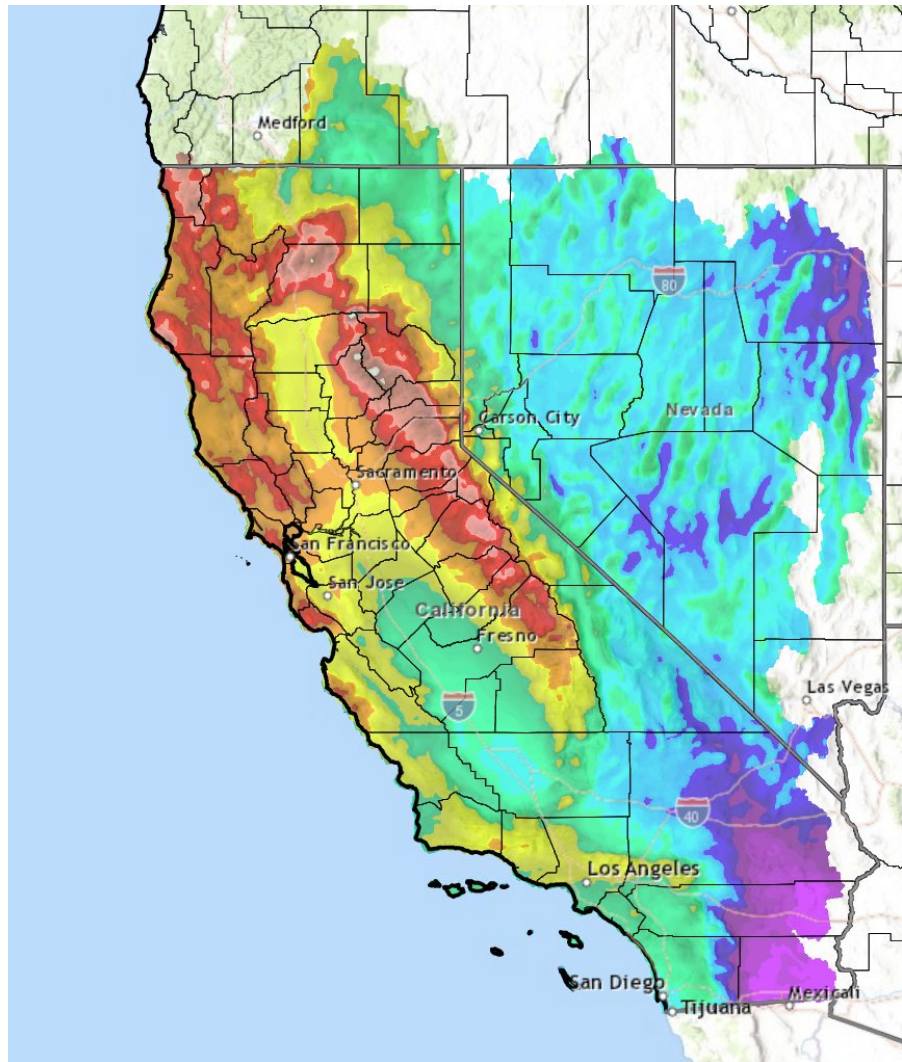 Medford
80
Carson City
Nevada
Sacramento
San Francisco
San Jose
California
Fresno
Las Vegas
5
40
Los Angeles
San Diego
Mexicali
Tijuana